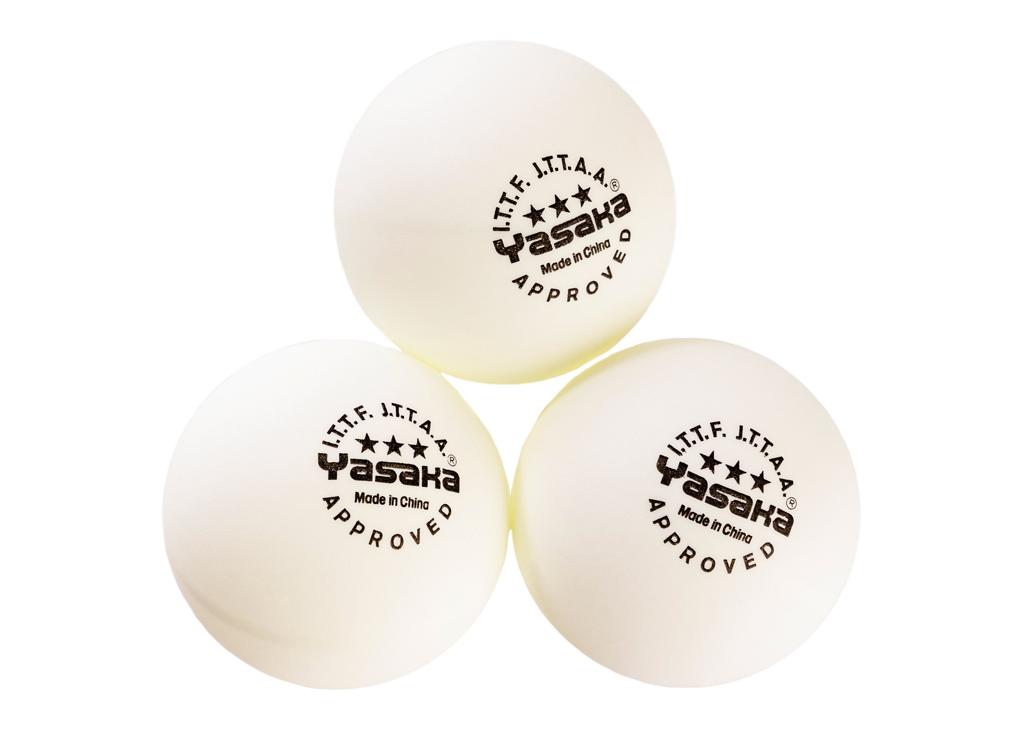 I.T.T.F. J.T.T.A.A.
★★★
Yasaka®
Made in China
APPROVED
I.T.T.F. J.T.T.A.A.
★★★
Yasaka®
Made in China
APPROVED
I.T.T.F. J.T.T.A.A.
★★★
Yasaka®
Made in China
APPROVED